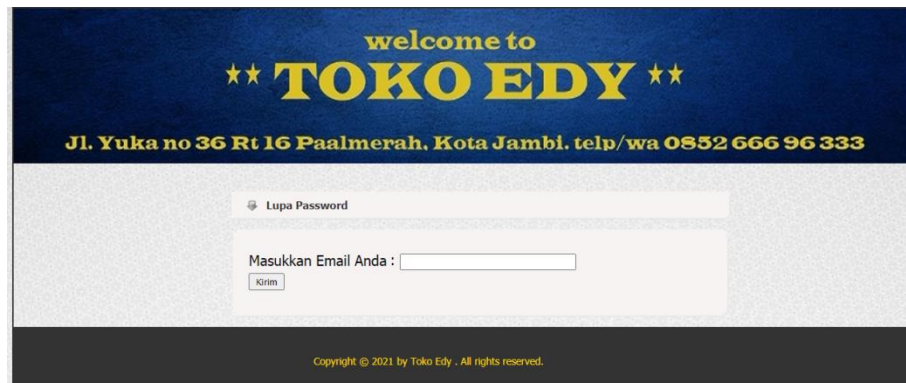 welcome to
** TOKO EDY **
Jl. Yuka no 36 Rt 16 Paalmerah, Kota Jambi. telp/wa 0852 666 96 333
Lupa Password
Masukkan Email Anda :
Kirim
Copyright © 2021 by Toko Edy . All rights reserved.